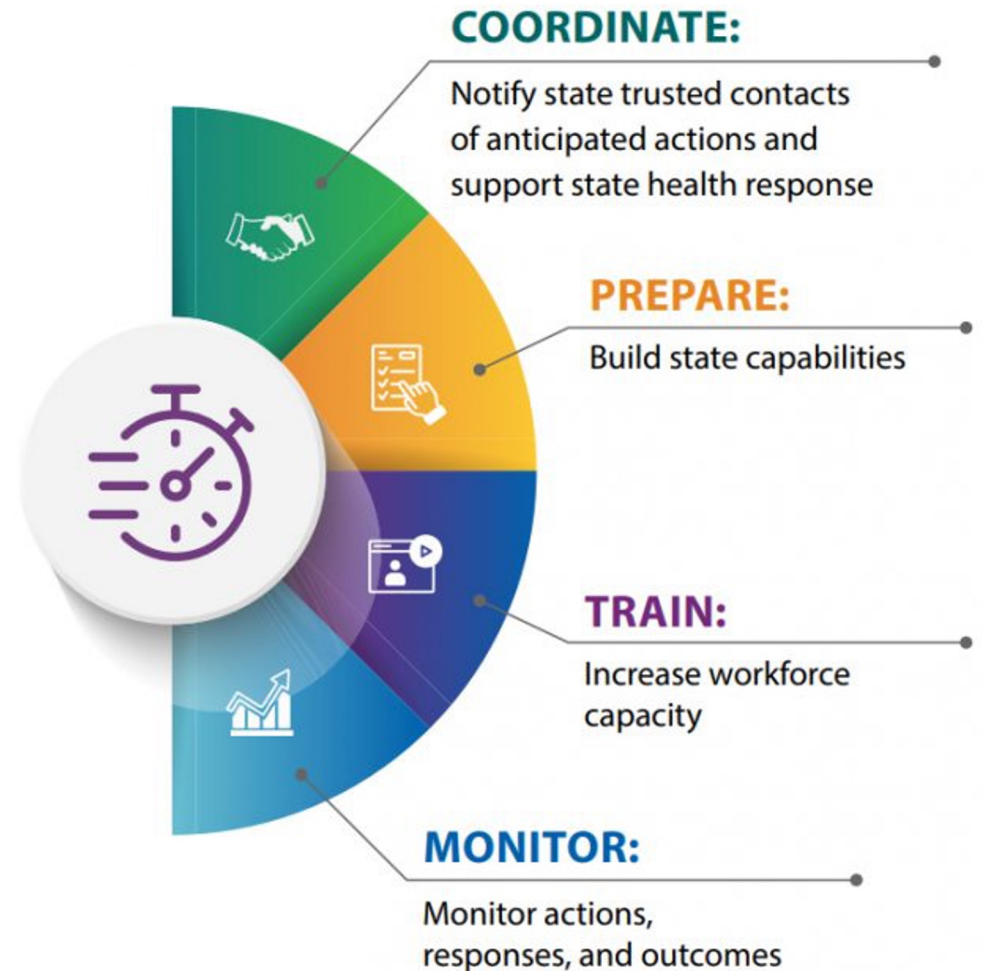 COORDINATE:
Notify state trusted contacts
of anticipated actions and
support state health response
PREPARE:
Build state capabilities
TRAIN:
Increase workforce
capacity
MONITOR:
Monitor actions,
responses, and outcomes